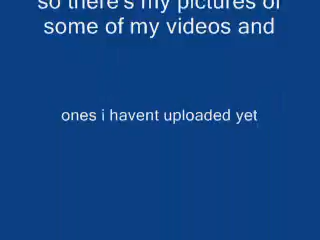 so there's my pictures of
some of my videos and
ones i havent uploaded yet